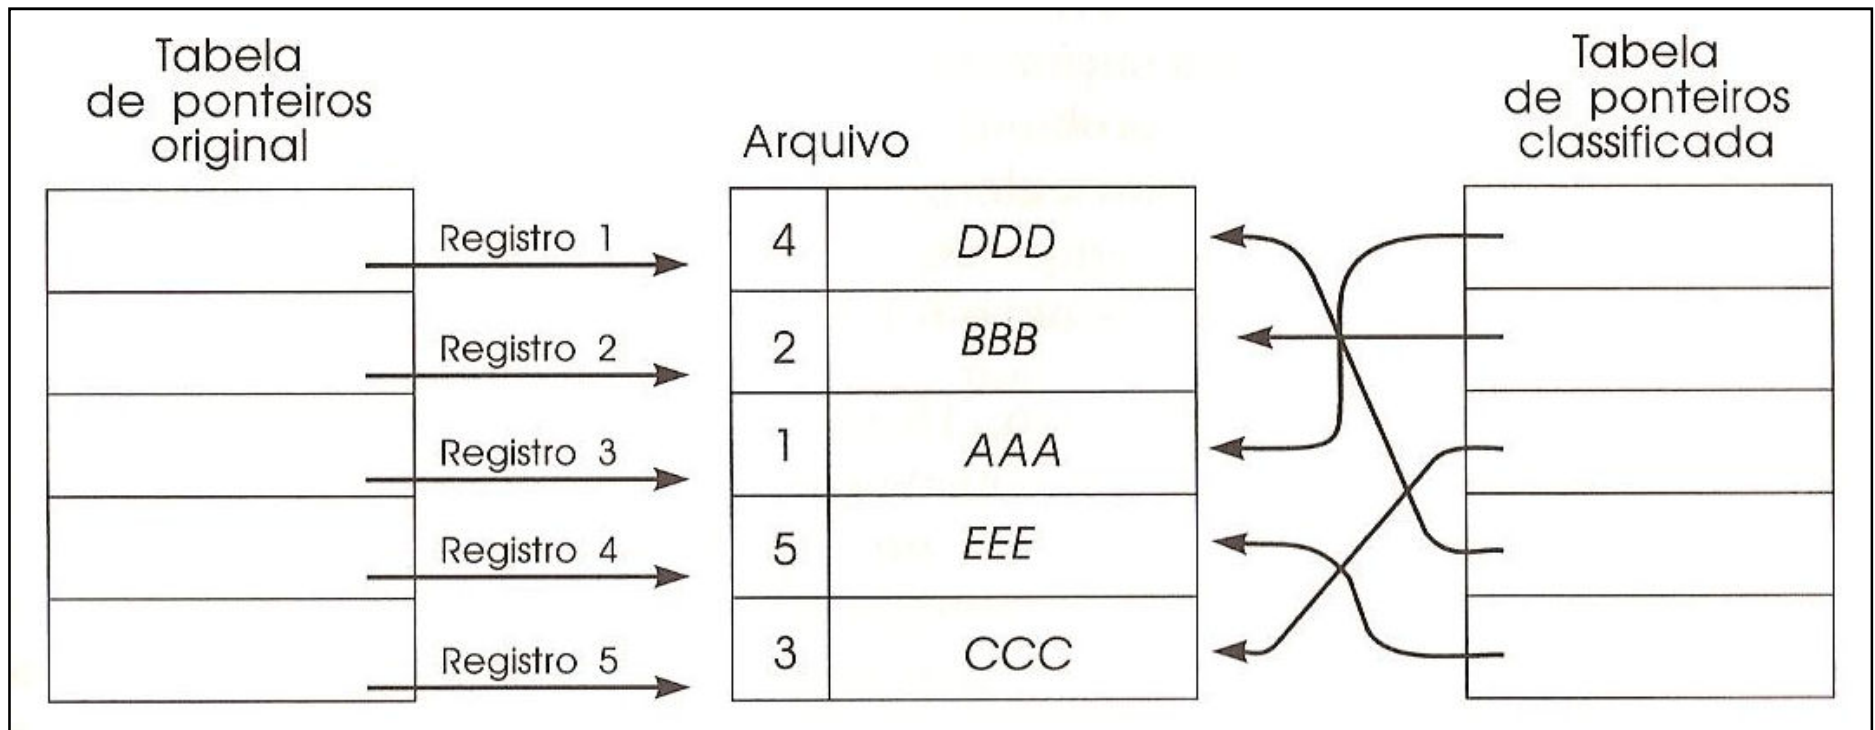 Tabela
de ponteiros
original
Registro 1
Registro 2
Registro 3
Registro 4
Registro 5
Arquivo
4 DDD
2 BBB
1 AAA
5 EEE
3 CCC
Tabela
de ponteiros
classificada